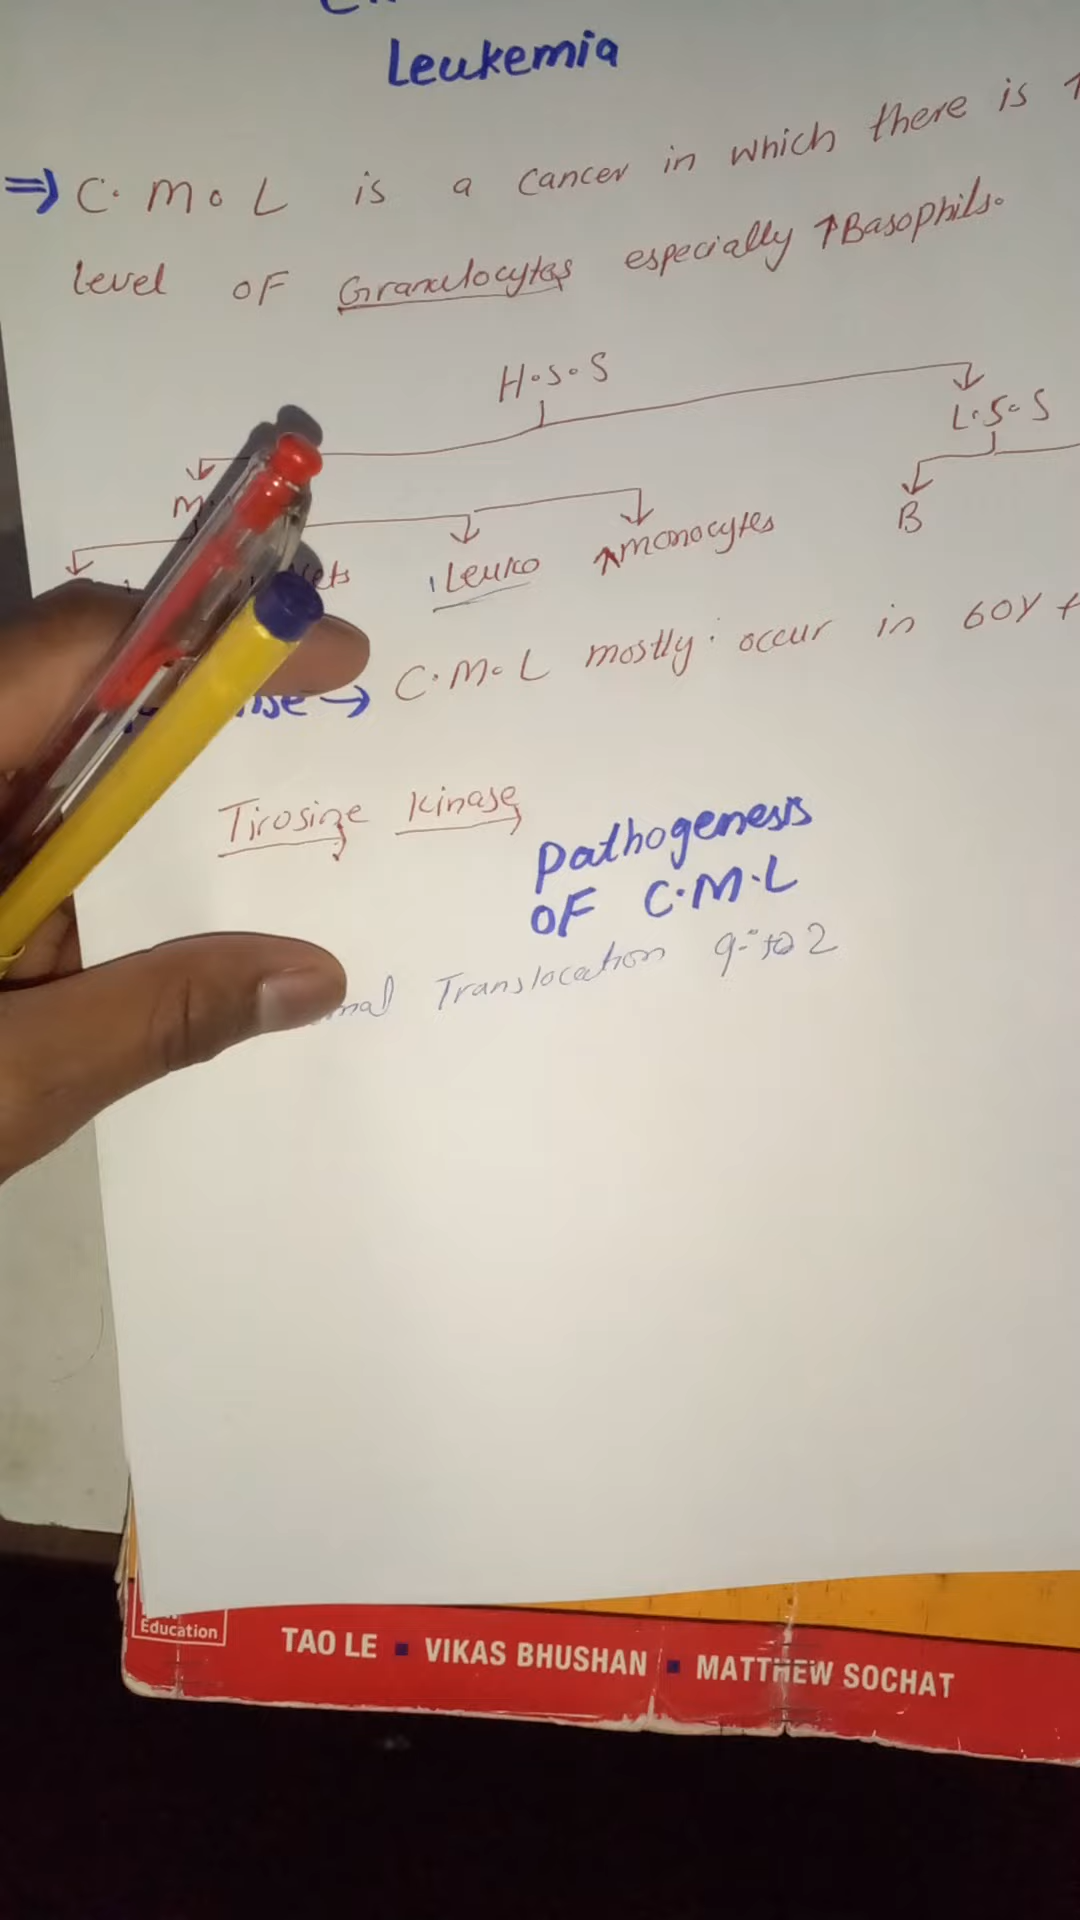 Leukemia
⇒ C.M.L is a cancer in which there is ↑
level OF Granulocytes especially ↑Basophils.
H.S.S
L.S.S
M.
B
Leuko ↑Monocytes
C.M.L mostly occur in 60Y +
Tirosine Kinase
Pathogenesis
OF C.M.L
Translocation 9 to 2
Education
TAO LE ▪ VIKAS BHUSHAN ▪ MATTHEW SOCHAT